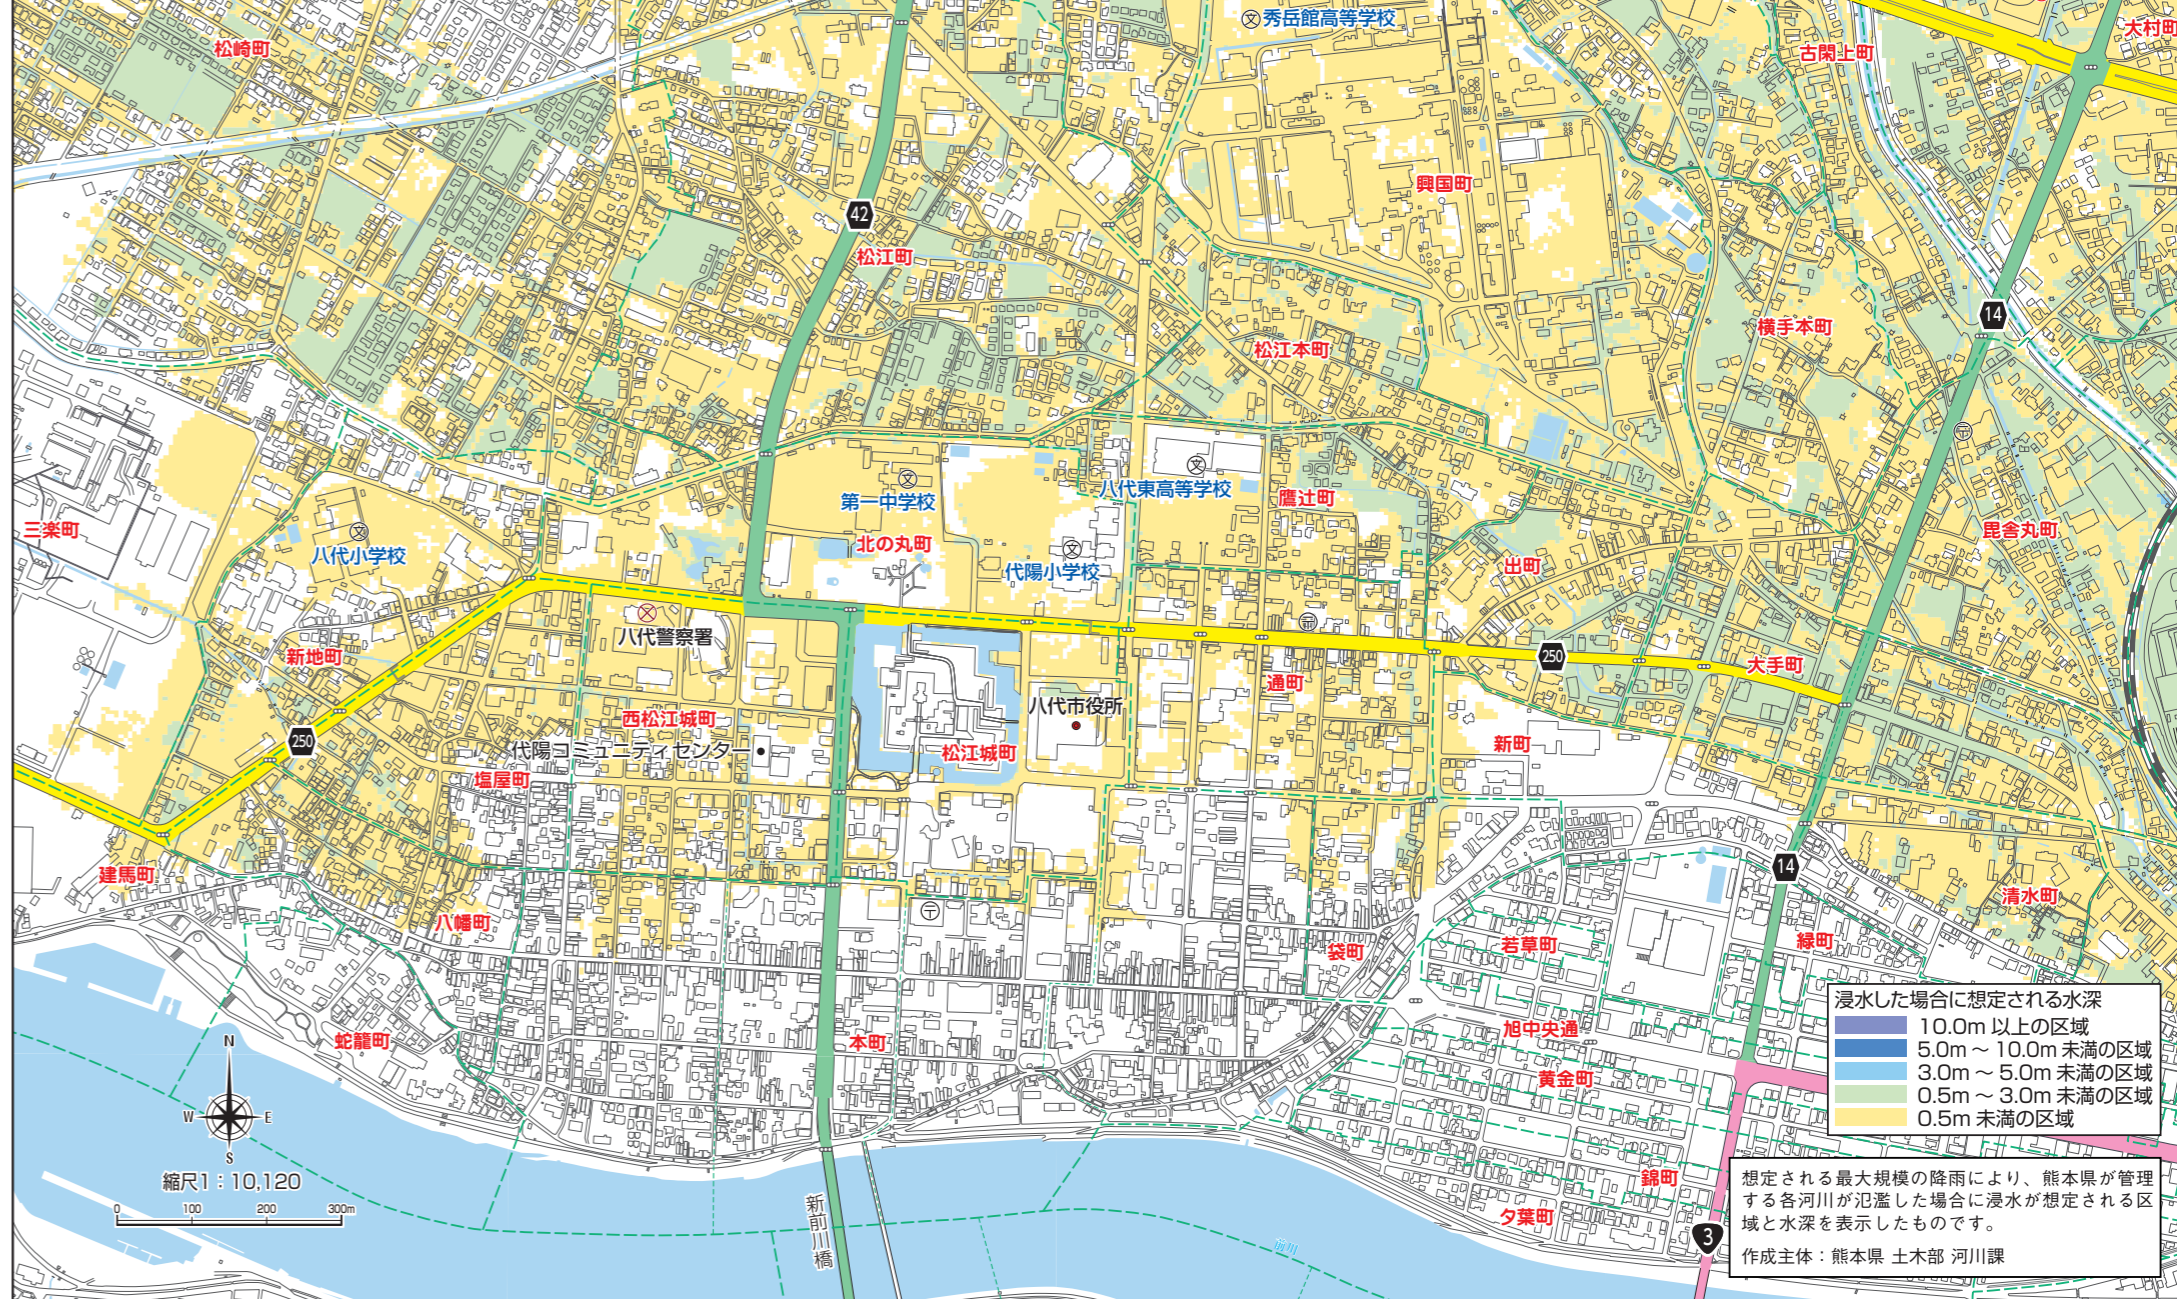 秀岳館高等学校
大村町
松崎町
古閑上町
興国町
42
松江町
14
横手本町
松江本町
第一中学校
八代東高等学校
鷹辻町
三楽町
八代小学校
北の丸町
代陽小学校
出町
毘舎丸町
八代警察署
新地町
250
大手町
通町
西松江城町
八代市役所
250
代陽コミュニティセンター
松江城町
新町
塩屋町
14
建馬町
清水町
八幡町
若草町
緑町
袋町
蛇籠町
本町
旭中央通
黄金町
錦町
夕葉町
新前川橋
前川
3
N
W E
S
縮尺1：10,120
0 100 200 300m
浸水した場合に想定される水深
10.0m 以上の区域
5.0m ～ 10.0m 未満の区域
3.0m ～ 5.0m 未満の区域
0.5m ～ 3.0m 未満の区域
0.5m 未満の区域
想定される最大規模の降雨により、熊本県が管理
する各河川が氾濫した場合に浸水が想定される区
域と水深を表示したものです。
作成主体：熊本県 土木部 河川課